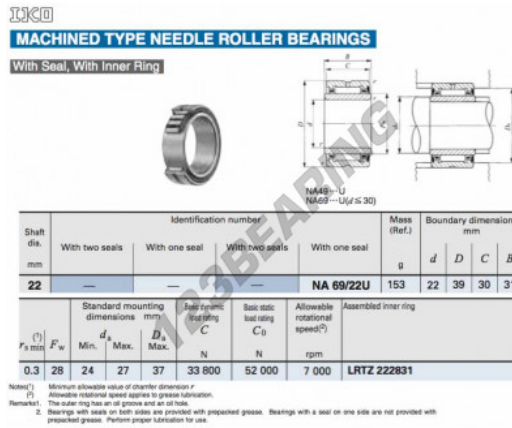 IKO
MACHINED TYPE NEEDLE ROLLER BEARINGS
With Seal, With Inner Ring
B
C
r
r
D
d
NA49···U
NA69···U(d≦30)
123BEARING
Shaft dia. mm
Identification number
Mass (Ref.) g
Boundary dimension mm
With two seals With one seal With two seals With one seal
d D C B
22 — — — NA 69/22U 153 22 39 30 31
Standard mounting dimensions mm
Basic dynamic load rating C N
Basic static load rating C0 N
Allowable rotational speed(2) rpm
Assembled inner ring
rs min (1) Fw da Min. Max. Da Max.
0.3 28 24 27 37 33 800 52 000 7 000 LRTZ 222831
Notes(1) Minimum allowable value of chamfer dimension r
(2) Allowable rotational speed applies to grease lubrication.
Remarks1. The outer ring has an oil groove and an oil hole.
2. Bearings with seals on both sides are provided with prepacked grease. Bearings with a seal on one side are not provided with
prepacked grease. Perform proper lubrication for use.